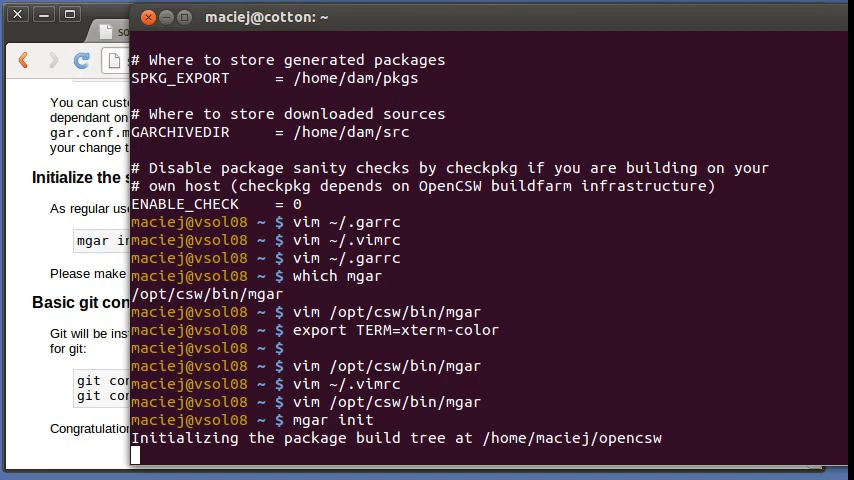 maciej@cotton: ~
so
You can cust
dependant on
gar.conf.m
your change t
Initialize the s
As regular use
mgar in
Please make
Basic git con
Git will be ins
for git:
git con
git con
Congratulation
# Where to store generated packages
SPKG_EXPORT     = /home/dam/pkgs
# Where to store downloaded sources
GARCHIVEDIR     = /home/dam/src
# Disable package sanity checks by checkpkg if you are building on your
# own host (checkpkg depends on OpenCSW buildfarm infrastructure)
ENABLE_CHECK    = 0
maciej@vsol08 ~ $ vim ~/.garrc
maciej@vsol08 ~ $ vim ~/.vimrc
maciej@vsol08 ~ $ vim ~/.garrc
maciej@vsol08 ~ $ which mgar
/opt/csw/bin/mgar
maciej@vsol08 ~ $ vim /opt/csw/bin/mgar
maciej@vsol08 ~ $ export TERM=xterm-color
maciej@vsol08 ~ $
maciej@vsol08 ~ $ vim /opt/csw/bin/mgar
maciej@vsol08 ~ $ vim ~/.vimrc
maciej@vsol08 ~ $ vim /opt/csw/bin/mgar
maciej@vsol08 ~ $ mgar init
Initializing the package build tree at /home/maciej/opencsw